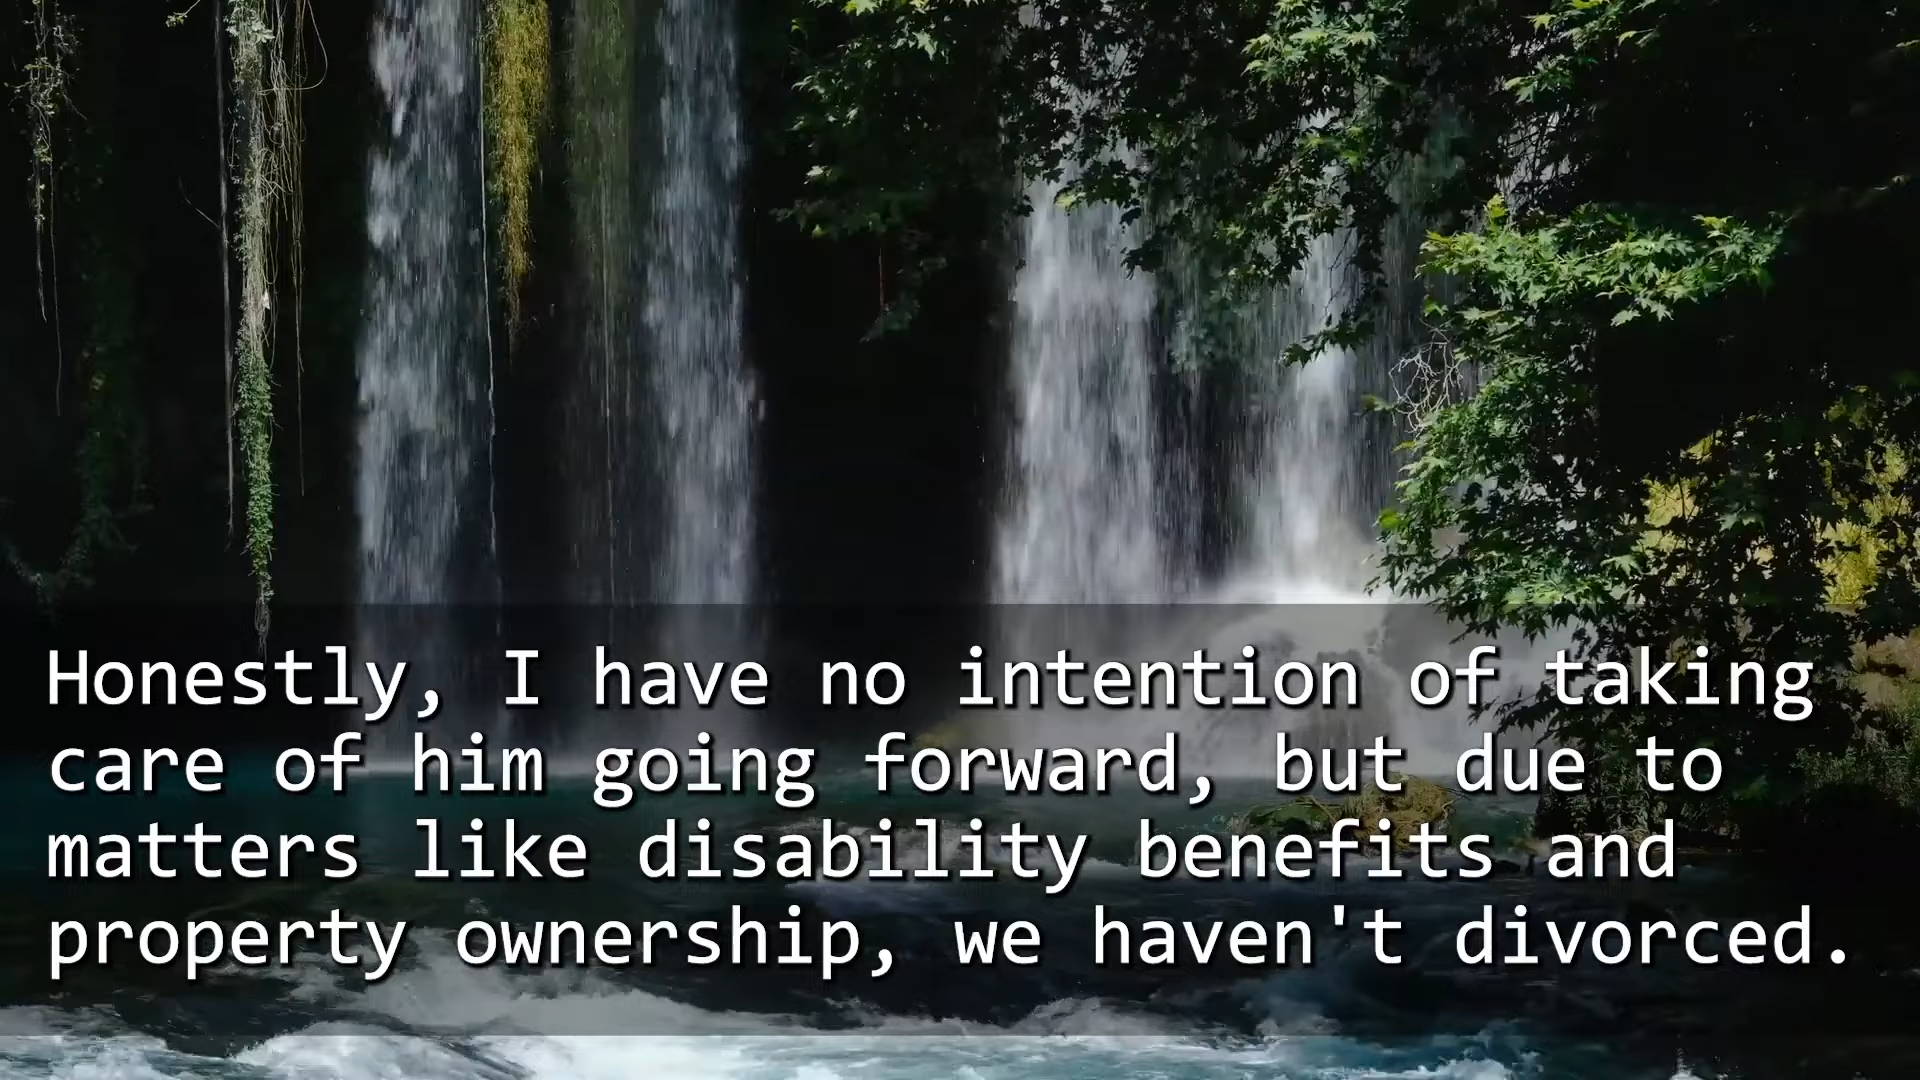 Honestly, I have no intention of taking
care of him going forward, but due to
matters like disability benefits and
property ownership, we haven't divorced.